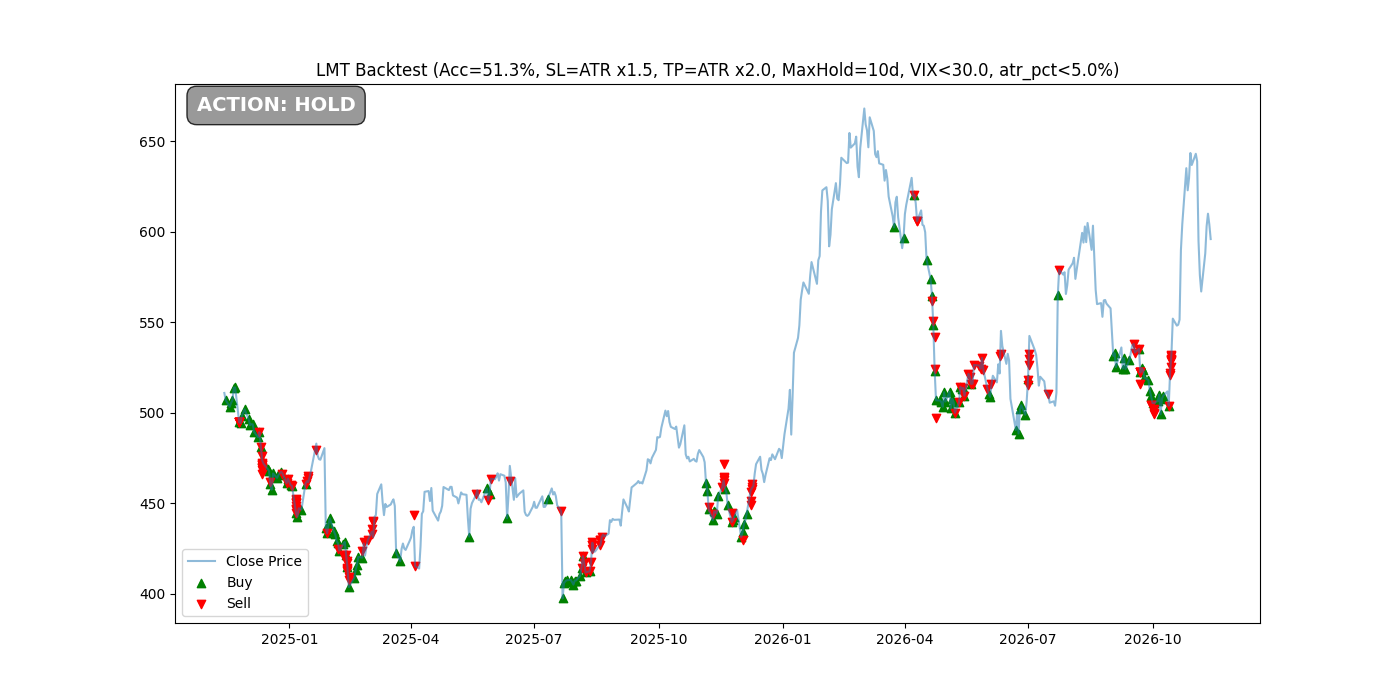 LMT Backtest (Acc=51.3%, SL=ATR x1.5, TP=ATR x2.0, MaxHold=10d, VIX<30.0, atr_pct<5.0%)
ACTION: HOLD
650
600
550
500
450
400
Close Price
Buy
Sell
2025-01
2025-04
2025-07
2025-10
2026-01
2026-04
2026-07
2026-10